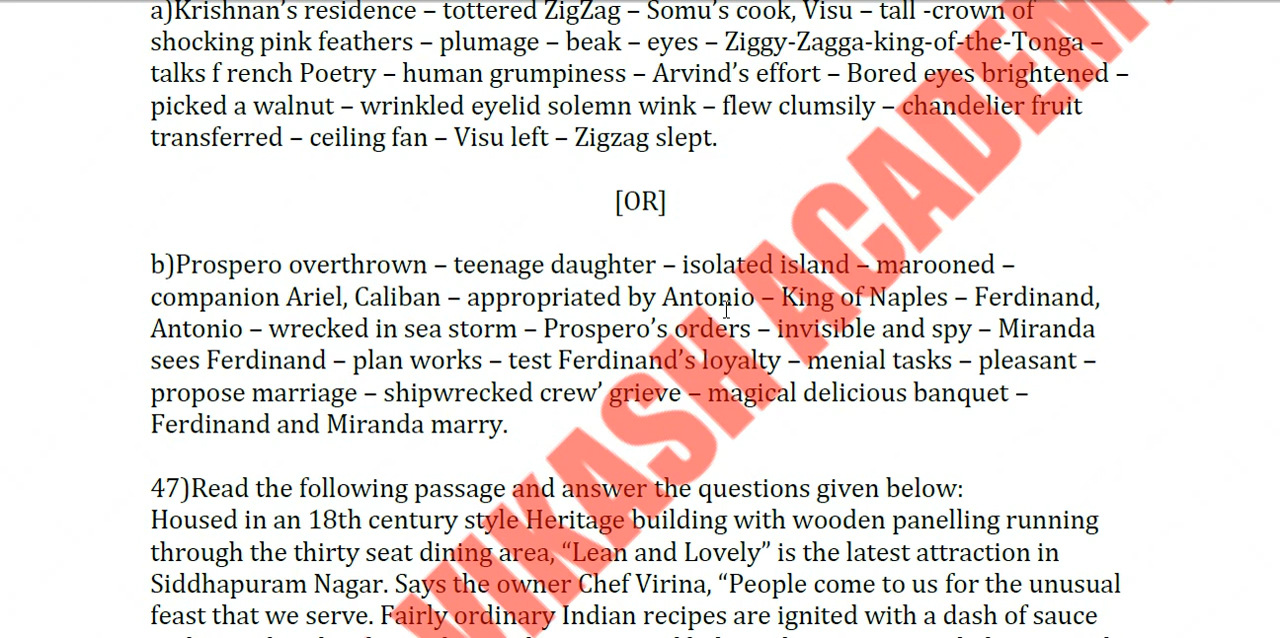 a)Krishnan’s residence – tottered ZigZag – Somu’s cook, Visu – tall -crown of
shocking pink feathers – plumage – beak – eyes – Ziggy-Zagga-king-of-the-Tonga –
talks f rench Poetry – human grumpiness – Arvind’s effort – Bored eyes brightened –
picked a walnut – wrinkled eyelid solemn wink – flew clumsily – chandelier fruit
transferred – ceiling fan – Visu left – Zigzag slept.
[OR]
b)Prospero overthrown – teenage daughter – isolated island – marooned –
companion Ariel, Caliban – appropriated by Antonio – King of Naples – Ferdinand,
Antonio – wrecked in sea storm – Prospero’s orders – invisible and spy – Miranda
sees Ferdinand – plan works – test Ferdinand’s loyalty – menial tasks – pleasant –
propose marriage – shipwrecked crew’ grieve – magical delicious banquet –
Ferdinand and Miranda marry.
47)Read the following passage and answer the questions given below:
Housed in an 18th century style Heritage building with wooden panelling running
through the thirty seat dining area, “Lean and Lovely” is the latest attraction in
Siddhapuram Nagar. Says the owner Chef Virina, “People come to us for the unusual
feast that we serve. Fairly ordinary Indian recipes are ignited with a dash of sauce
VIKASH ACADEMY